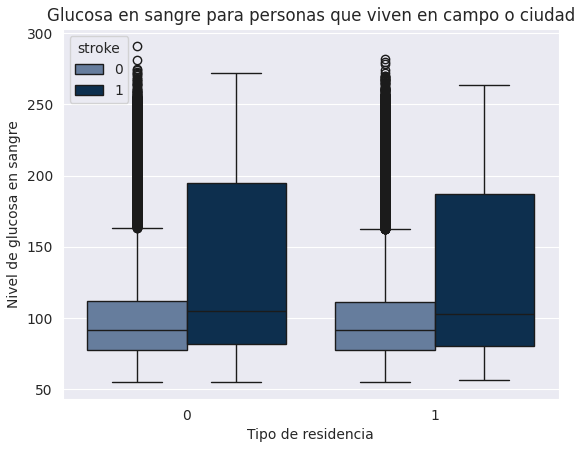 Glucosa en sangre para personas que viven en campo o ciudad
300
stroke
0
1
250
200
150
100
50
Nivel de glucosa en sangre
0
1
Tipo de residencia